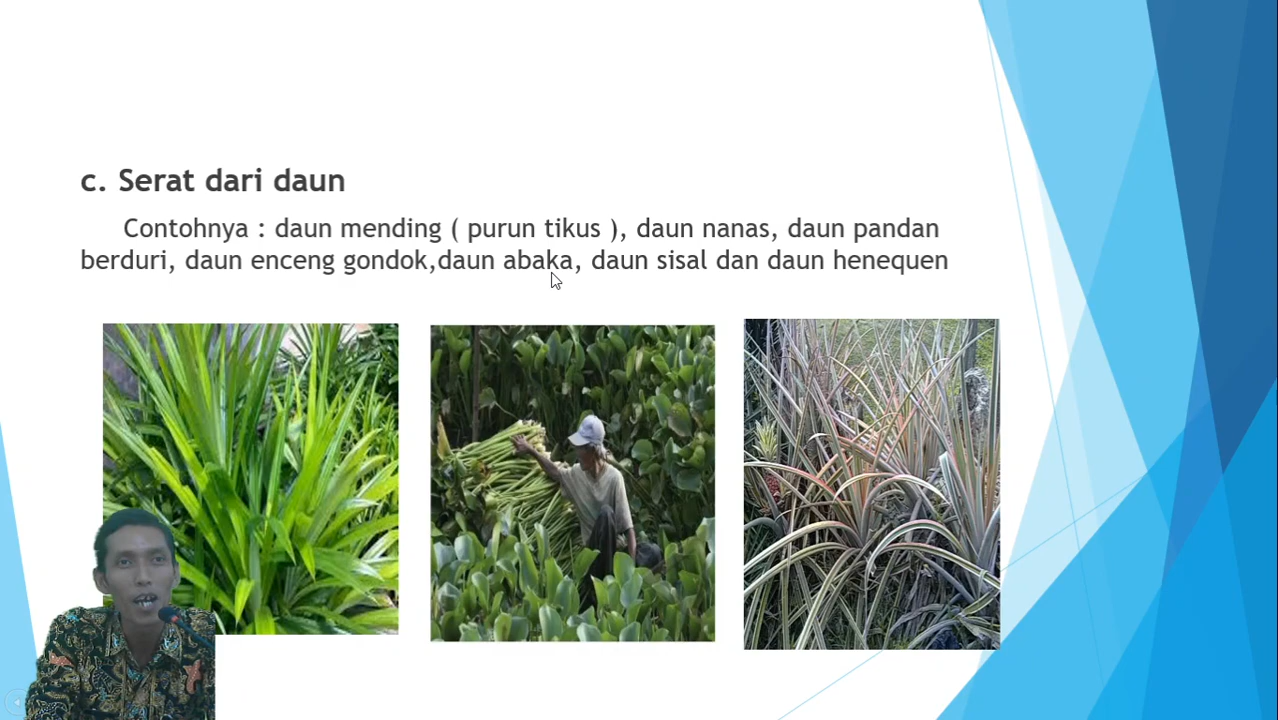 c. Serat dari daun
Contohnya : daun mending ( purun tikus ), daun nanas, daun pandan
berduri, daun enceng gondok,daun abaka, daun sisal dan daun henequen